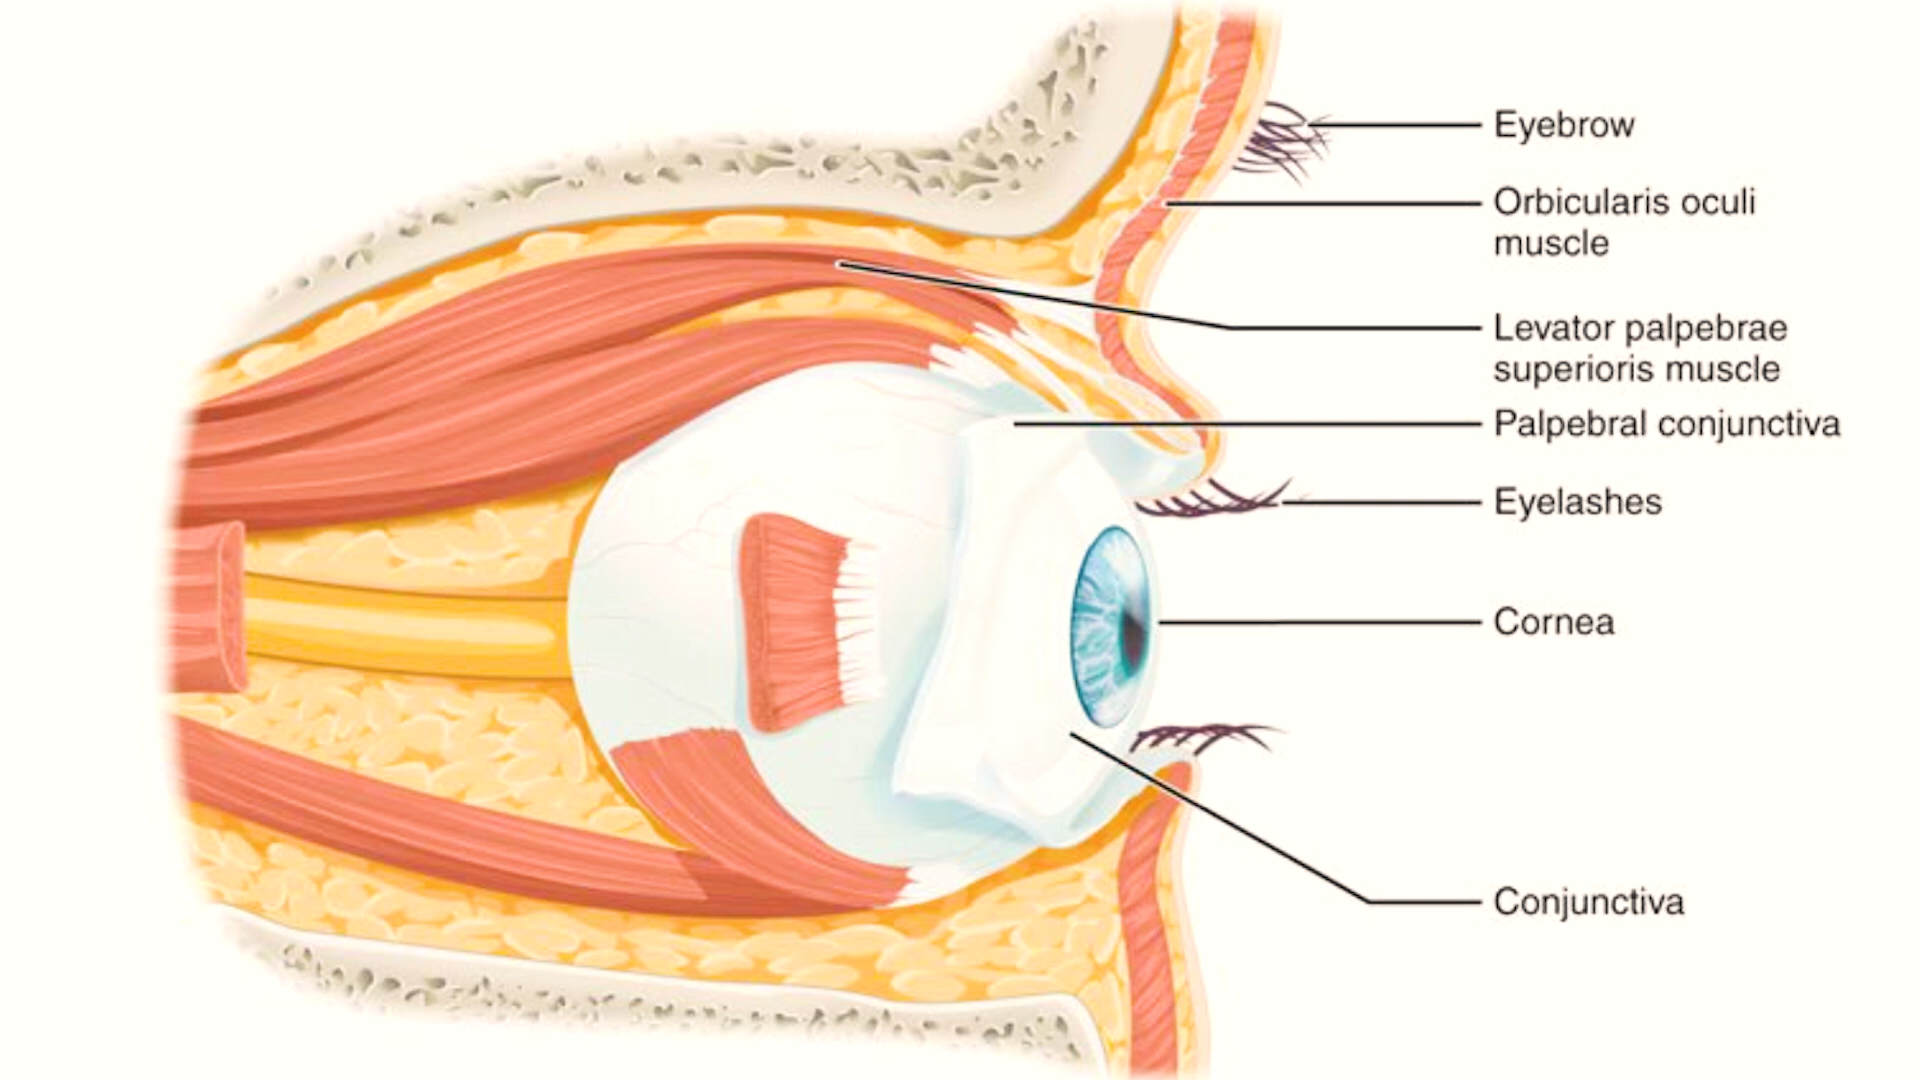 Eyebrow
Orbicularis oculi
muscle
Levator palpebrae
superioris muscle
Palpebral conjunctiva
Eyelashes
Cornea
Conjunctiva